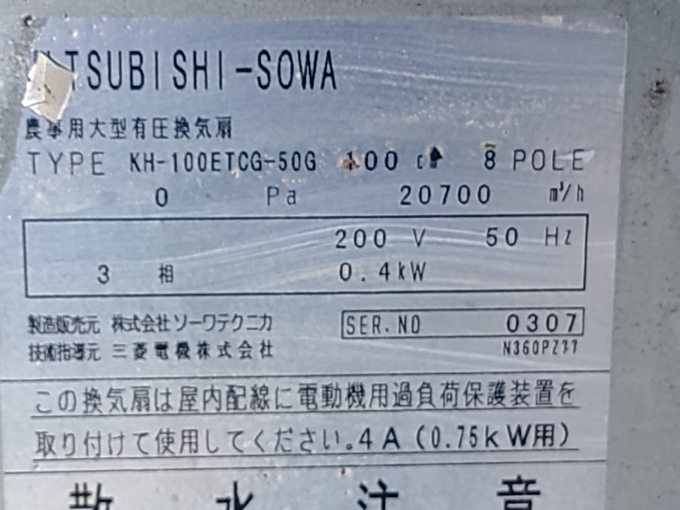 MITSUBISHI-SOWA
農事用大型有圧換気扇
TYPE KH-100ETCG-50G 100 cm 8 POLE
0 Pa 20700 m³/h
200 V 50 Hz
3 相 0.4kW
製造販売元 株式会社ソーワテクニカ
技術指導元 三菱電機株式会社
SER.NO 0307
N360PZ77
この換気扇は屋内配線に電動機用過負荷保護装置を
取り付けて使用してください。4A(0.75kW用)
散水注意